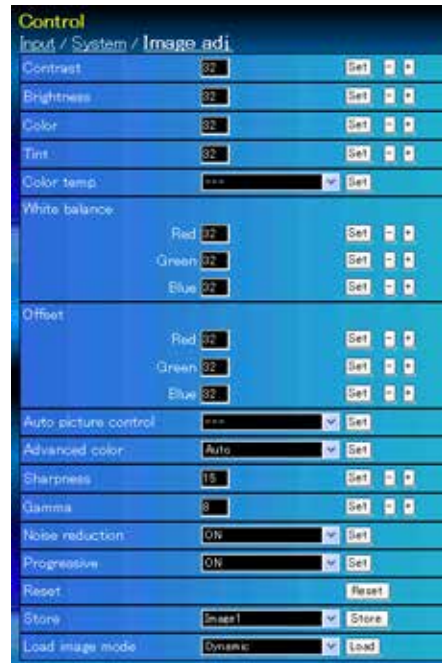 Control
Input / System / Image adj.
Contrast 32 Set - +
Brightness 32 Set - +
Color 32 Set - +
Tint 32 Set - +
Color temp. --- Set
White balance
Red 32 Set - +
Green 32 Set - +
Blue 32 Set - +
Offset
Red 32 Set - +
Green 32 Set - +
Blue 32 Set - +
Auto picture control --- Set
Advanced color Auto Set
Sharpness 15 Set - +
Gamma 8 Set - +
Noise reduction ON Set
Progressive ON Set
Reset Reset
Store Image1 Store
Load image mode Dynamic Load